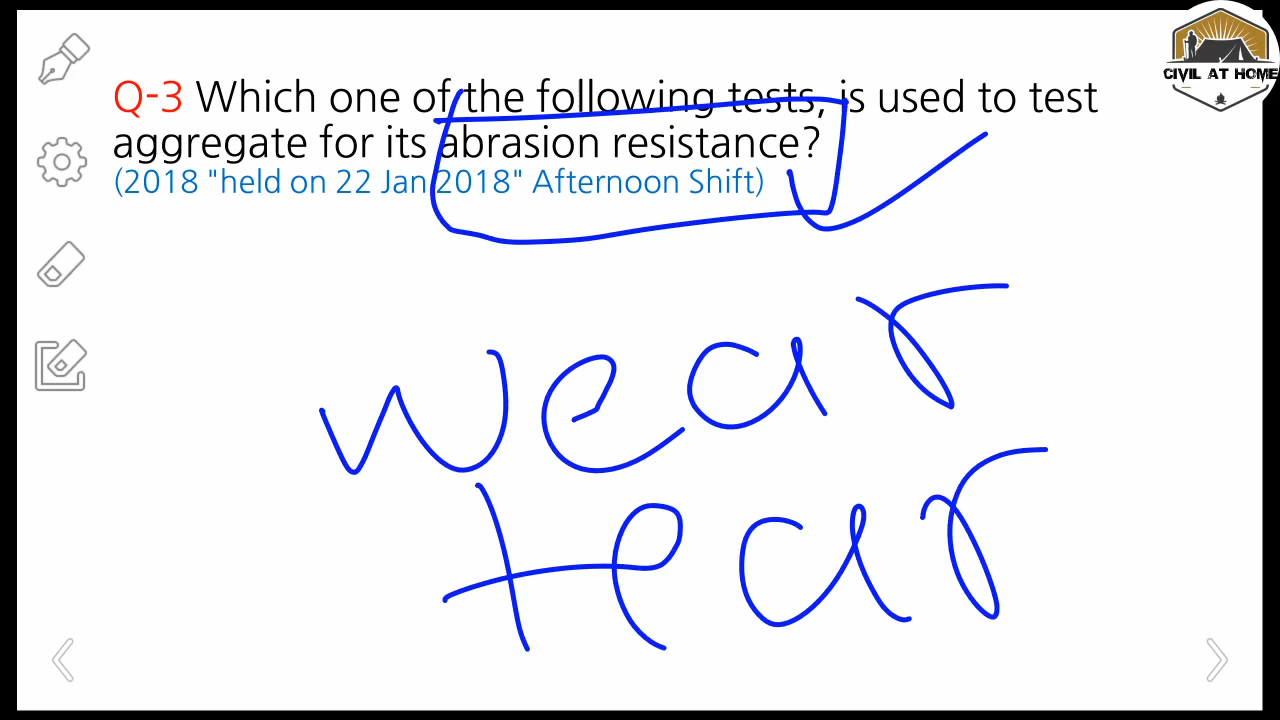 CIVIL AT HOME
Q-3 Which one of the following tests, is used to test
aggregate for its abrasion resistance?
(2018 "held on 22 Jan 2018" Afternoon Shift)
wear
tear